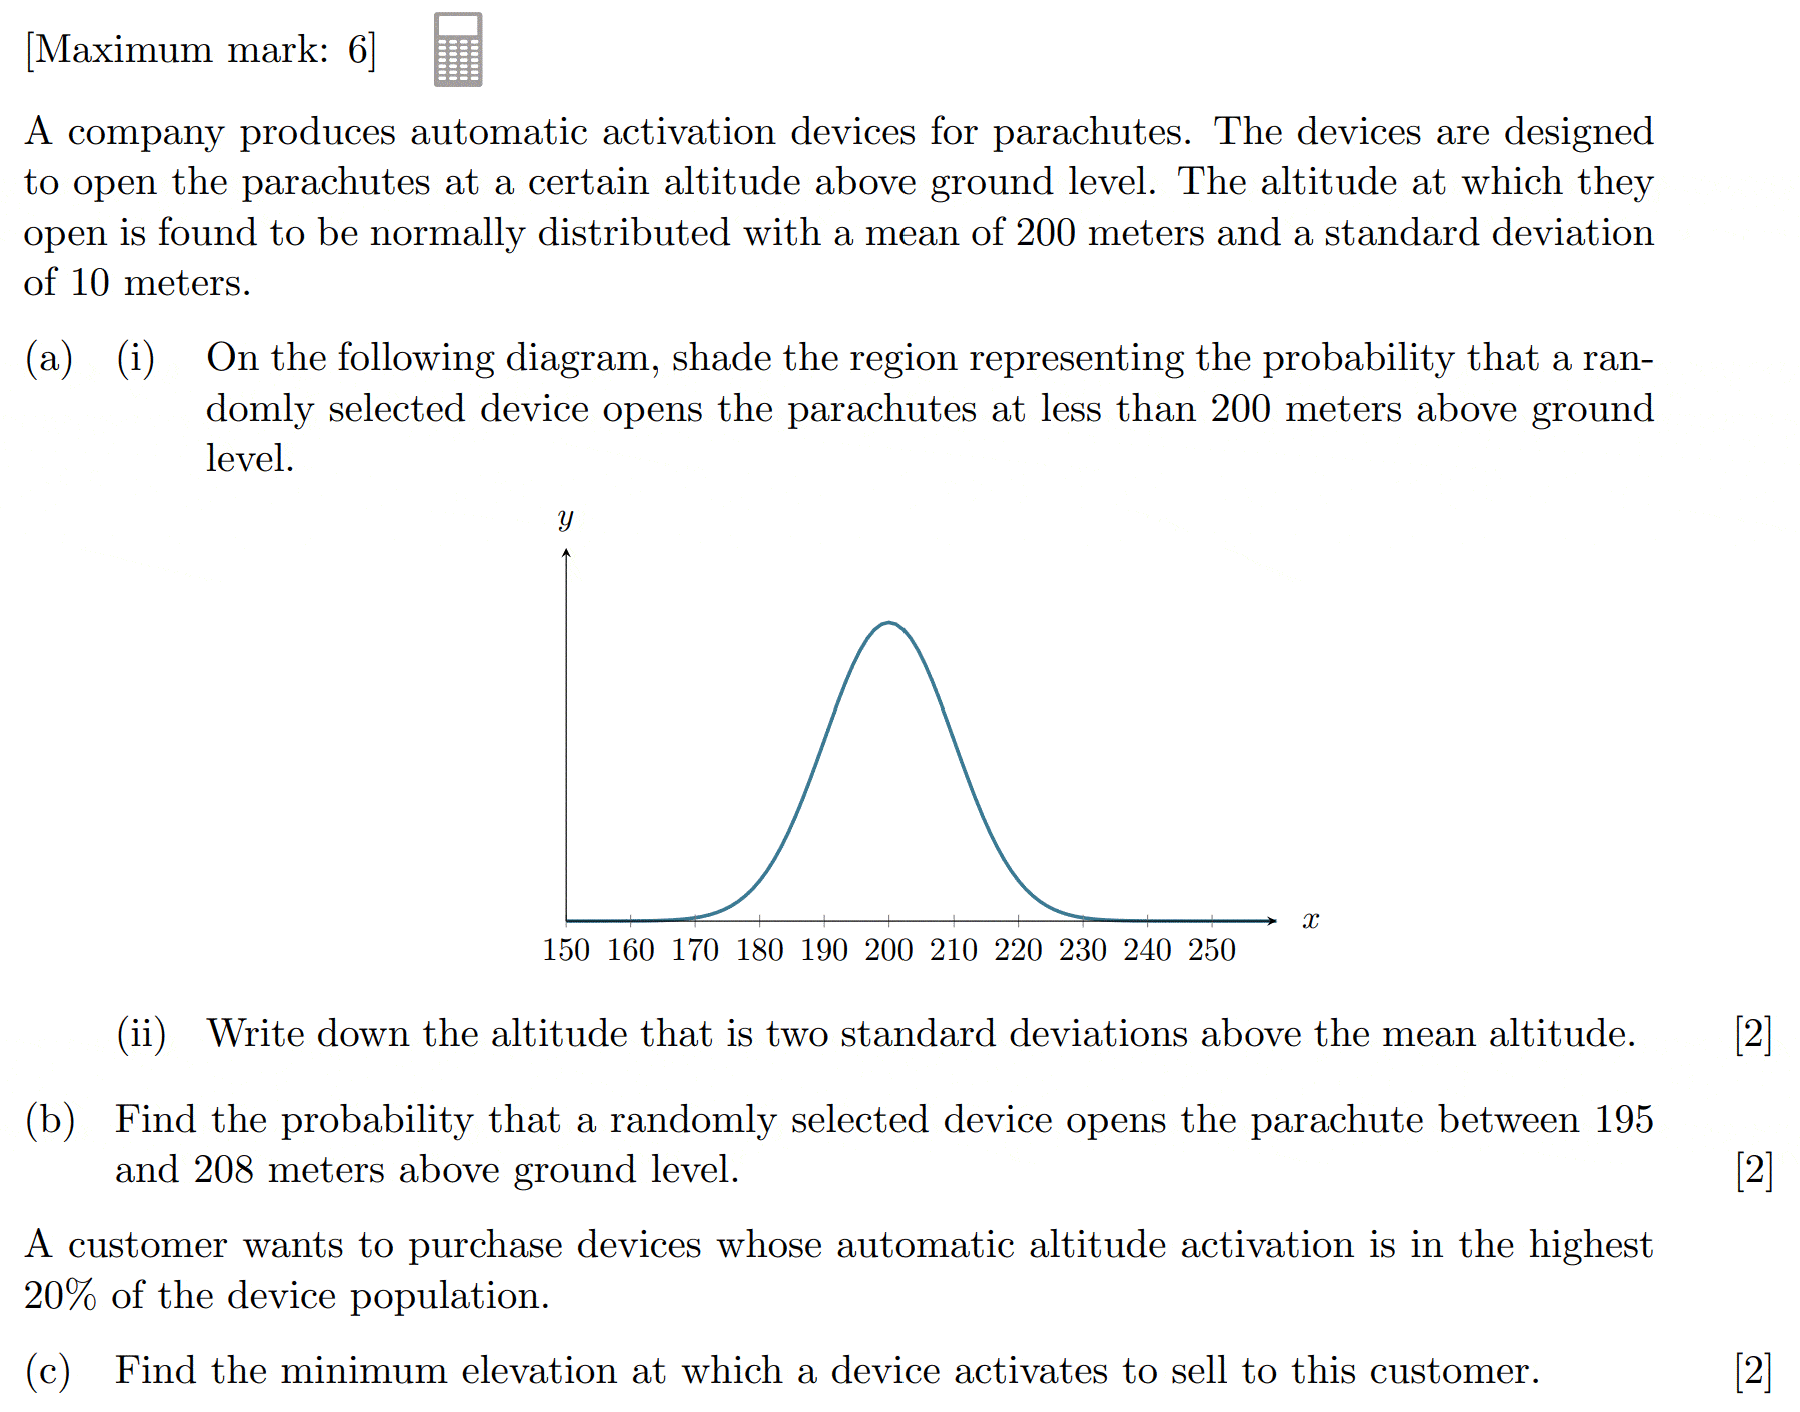 [Maximum mark: 6]
A company produces automatic activation devices for parachutes. The devices are designed
to open the parachutes at a certain altitude above ground level. The altitude at which they
open is found to be normally distributed with a mean of 200 meters and a standard deviation
of 10 meters.
(a) (i) On the following diagram, shade the region representing the probability that a ran-
domly selected device opens the parachutes at less than 200 meters above ground
level.
y
x
150 160 170 180 190 200 210 220 230 240 250
(ii) Write down the altitude that is two standard deviations above the mean altitude. [2]
(b) Find the probability that a randomly selected device opens the parachute between 195
and 208 meters above ground level. [2]
A customer wants to purchase devices whose automatic altitude activation is in the highest
20% of the device population.
(c) Find the minimum elevation at which a device activates to sell to this customer. [2]